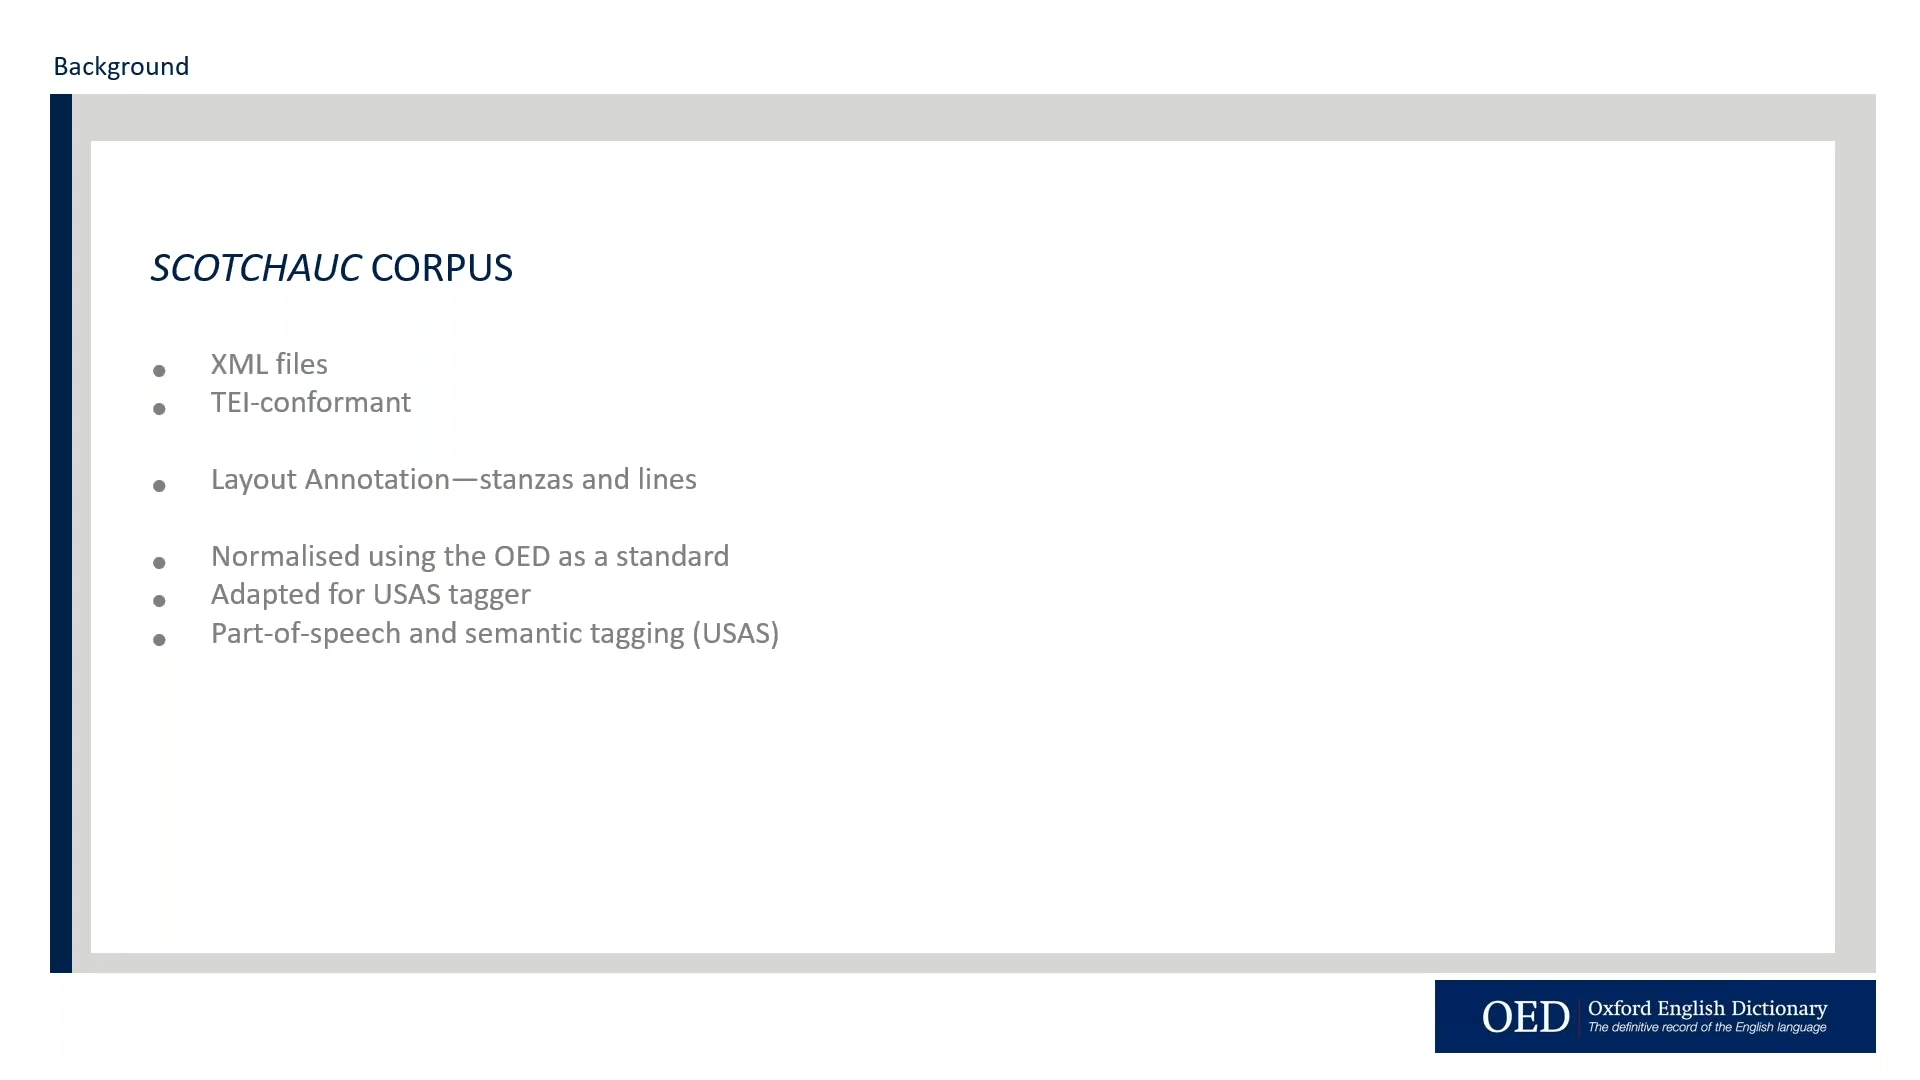 Background
SCOTCHAUC CORPUS
● XML files
● TEI-conformant
● Layout Annotation—stanzas and lines
● Normalised using the OED as a standard
● Adapted for USAS tagger
● Part-of-speech and semantic tagging (USAS)
OED
Oxford English Dictionary
The definitive record of the English language